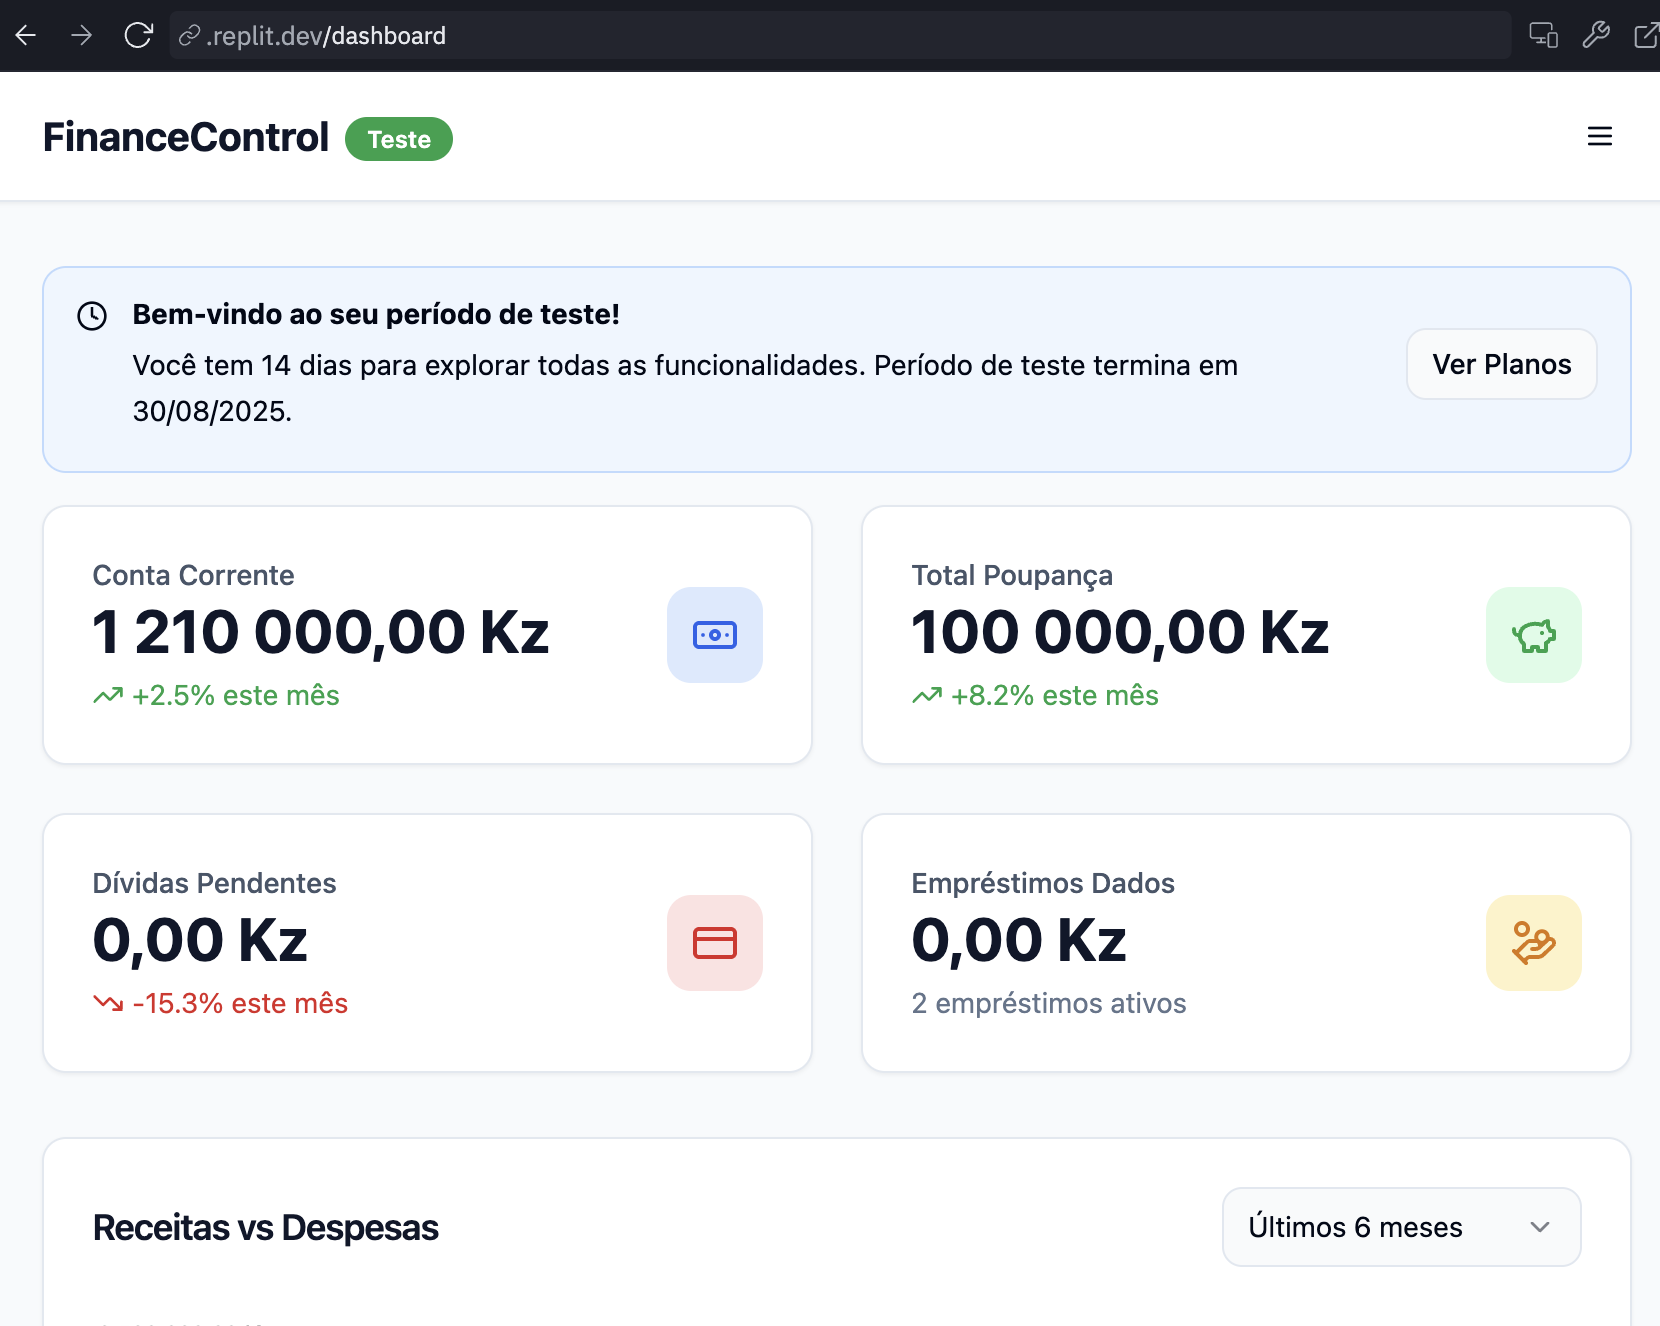 .replit.dev/dashboard
FinanceControl Teste
Bem-vindo ao seu período de teste!
Você tem 14 dias para explorar todas as funcionalidades. Período de teste termina em
30/08/2025.
Ver Planos
Conta Corrente
1 210 000,00 Kz
+2.5% este mês
Total Poupança
100 000,00 Kz
+8.2% este mês
Dívidas Pendentes
0,00 Kz
-15.3% este mês
Empréstimos Dados
0,00 Kz
2 empréstimos ativos
Receitas vs Despesas
Últimos 6 meses